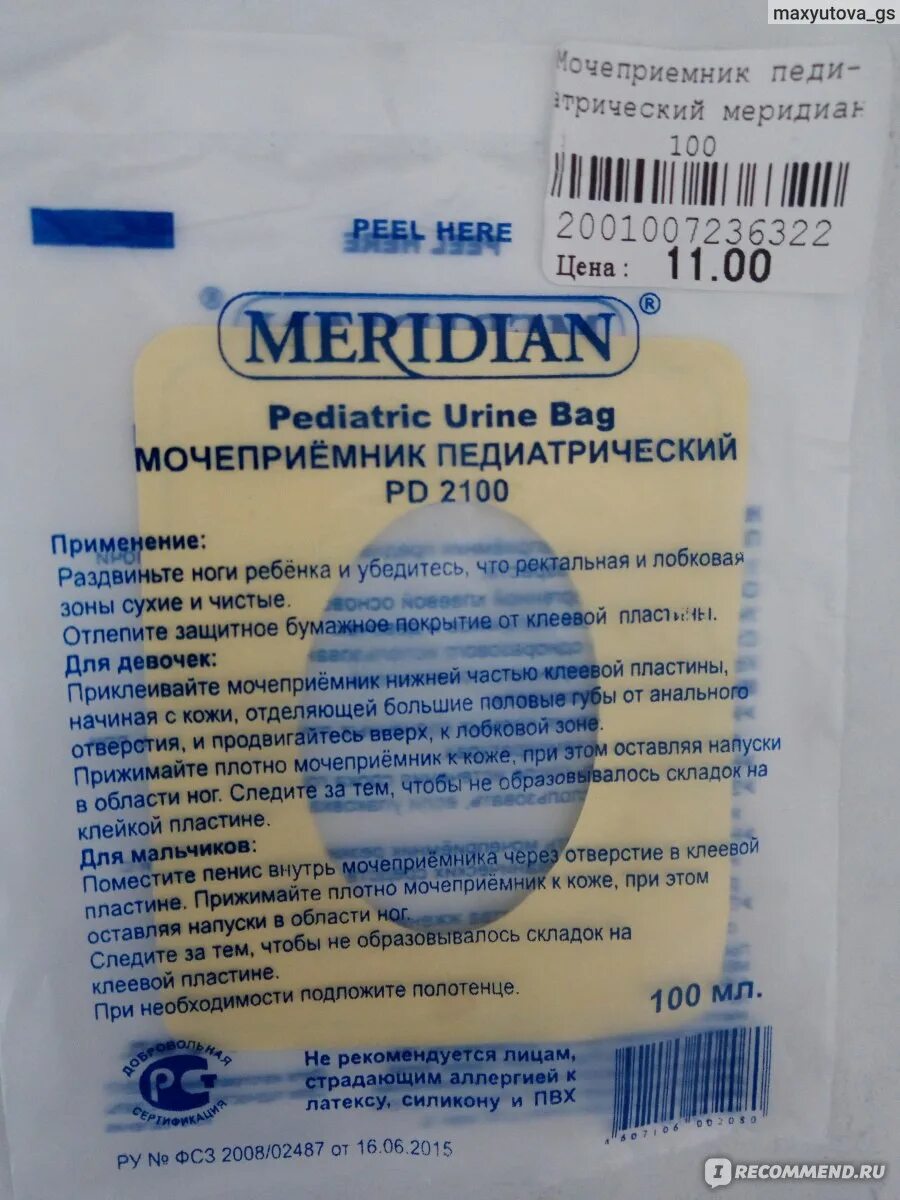 maxyutova_gs
Мочеприемник педи-
атрический меридиан
100
2001007236322
Цена: 11.00
PEEL HERE
MERIDIAN®
Pediatric Urine Bag
МОЧЕПРИЁМНИК ПЕДИАТРИЧЕСКИЙ
PD 2100
Применение:
Раздвиньте ноги ребёнка и убедитесь, что ректальная и лобковая
зоны сухие и чистые.
Отлепите защитное бумажное покрытие от клеевой пластины.
Для девочек:
Приклеивайте мочеприёмник нижней частью клеевой пластины,
начиная с кожи, отделяющей большие половые губы от анального
отверстия, и продвигайтесь вверх, к лобковой зоне.
Прижимайте плотно мочеприёмник к коже, при этом оставляя напуски
в области ног. Следите за тем, чтобы не образовывалось складок на
клейкой пластине.
Для мальчиков:
Поместите пенис внутрь мочеприёмника через отверстие в клеевой
пластине. Прижимайте плотно мочеприёмник к коже, при этом
оставляя напуски в области ног.
Следите за тем, чтобы не образовывалось складок на
клеевой пластине.
При необходимости подложите полотенце.
100 мл.
ДОБРОВОЛЬНАЯ
РСТ
СЕРТИФИКАЦИЯ
Не рекомендуется лицам,
страдающим аллергией к
латексу, силикону и ПВХ
4 607106 002080
РУ № ФСЗ 2008/02487 от 16.06.2015
IRECOMMEND.RU